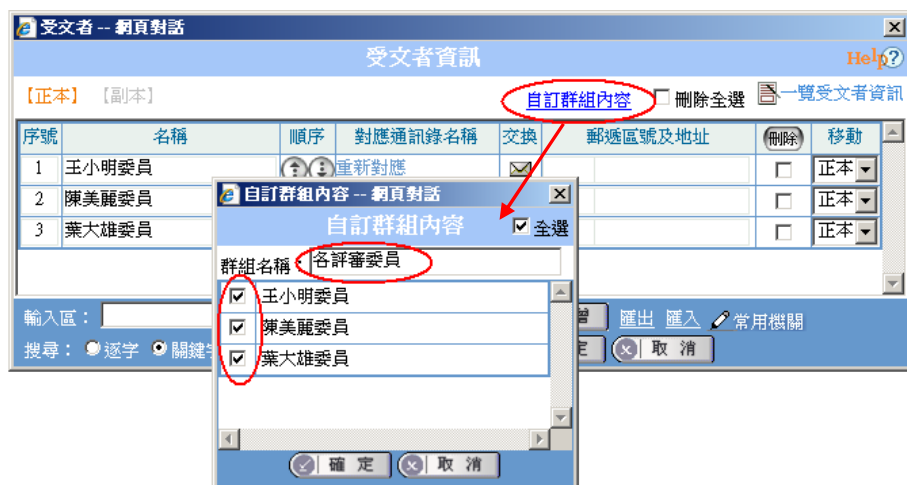 受文者 -- 網頁對話
受文者資訊
Help?
【正本】 【副本】 自訂群組內容 刪除全選 一覽受文者資訊
序號 名稱 順序 對應通訊錄名稱 交換 郵遞區號及地址 刪除 移動
1 王小明委員 重新對應 正本
2 陳美麗委員 正本
3 葉大雄委員 正本
輸入區： 匯出 匯入 常用機關
搜尋： 逐字 關鍵 取消
自訂群組內容 -- 網頁對話
自訂群組內容 全選
群組名稱： 各評審委員
王小明委員
陳美麗委員
葉大雄委員
確定 取消